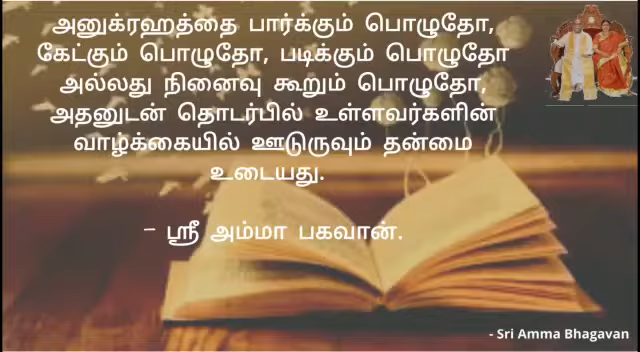 அனுக்ரஹத்தை பார்க்கும் பொழுதோ,
கேட்கும் பொழுதோ, படிக்கும் பொழுதோ
அல்லது நினைவு கூறும் பொழுதோ,
அதனுடன் தொடர்பில் உள்ளவர்களின்
வாழ்க்கையில் ஊடுருவும் தன்மை
உடையது.
– ஸ்ரீ அம்மா பகவான்.
- Sri Amma Bhagavan